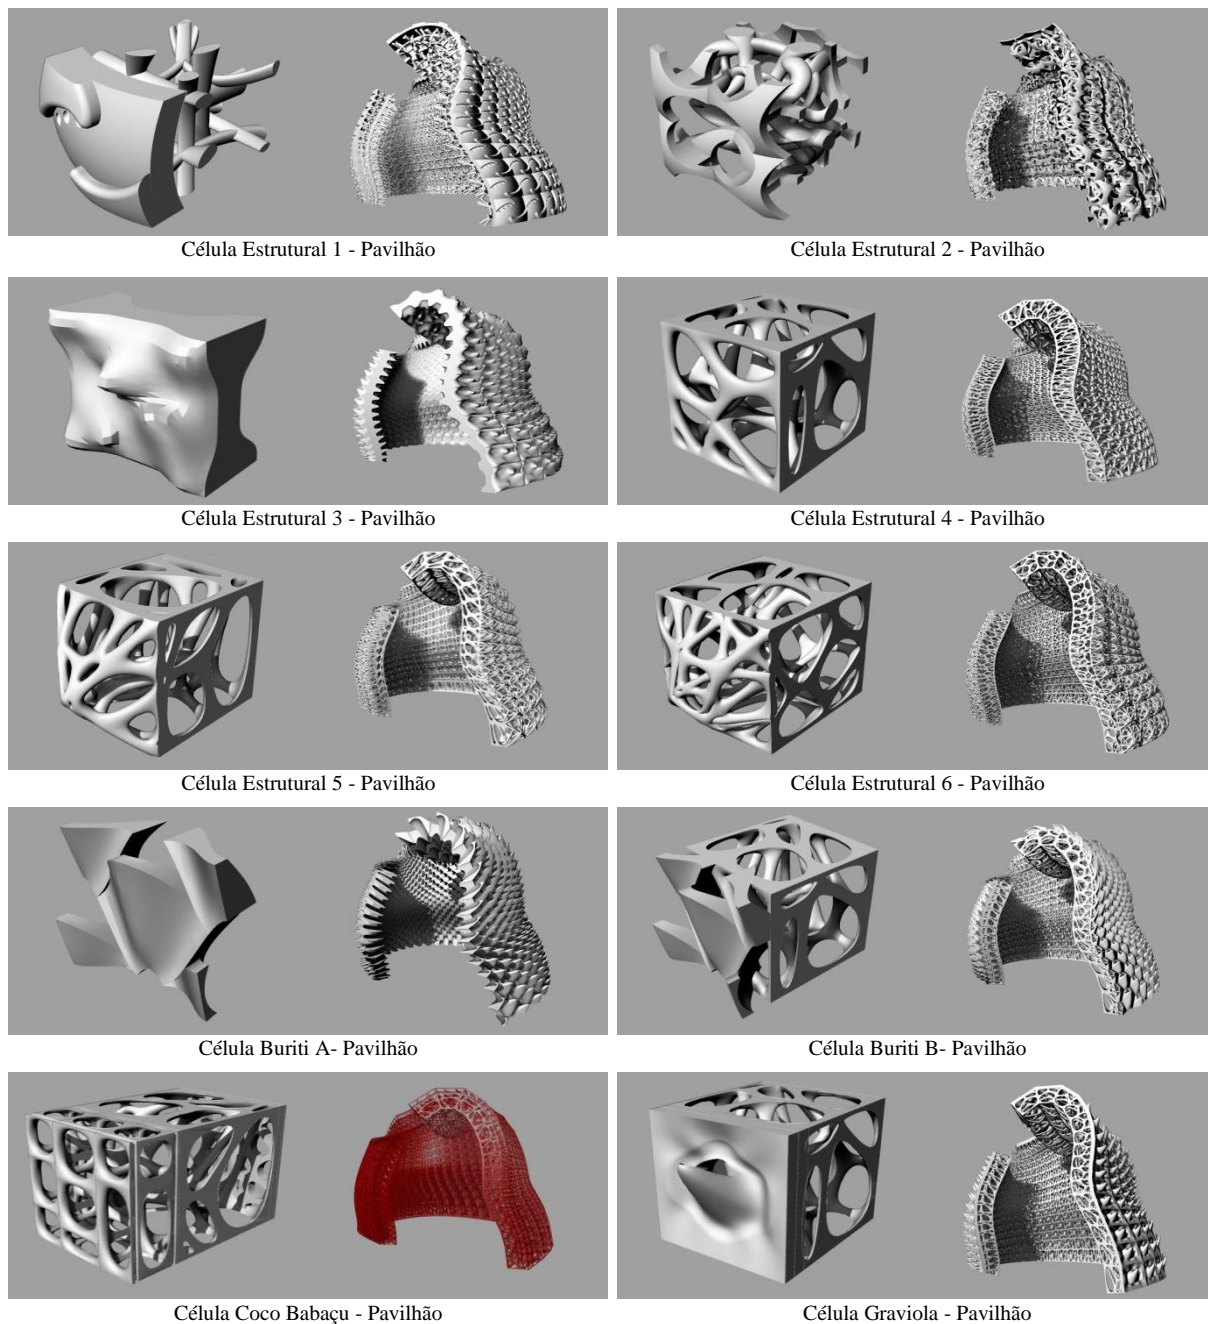 Célula Estrutural 1 - Pavilhão
Célula Estrutural 2 - Pavilhão
Célula Estrutural 3 - Pavilhão
Célula Estrutural 4 - Pavilhão
Célula Estrutural 5 - Pavilhão
Célula Estrutural 6 - Pavilhão
Célula Buriti A- Pavilhão
Célula Buriti B- Pavilhão
Célula Coco Babaçu - Pavilhão
Célula Graviola - Pavilhão